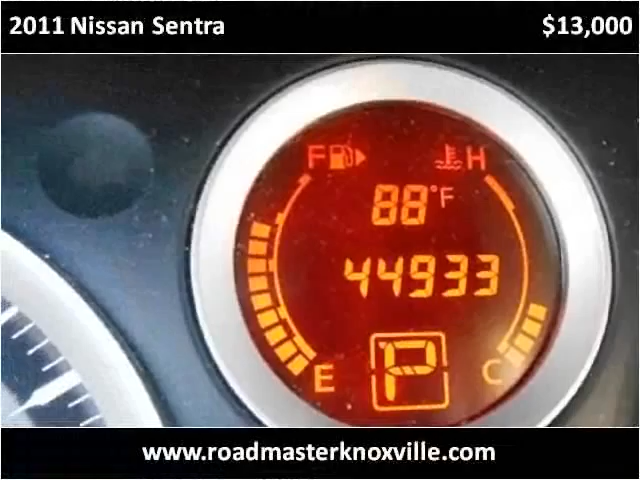 2011 Nissan Sentra $13,000
F H
88°F
44933
E P C
www.roadmasterknoxville.com